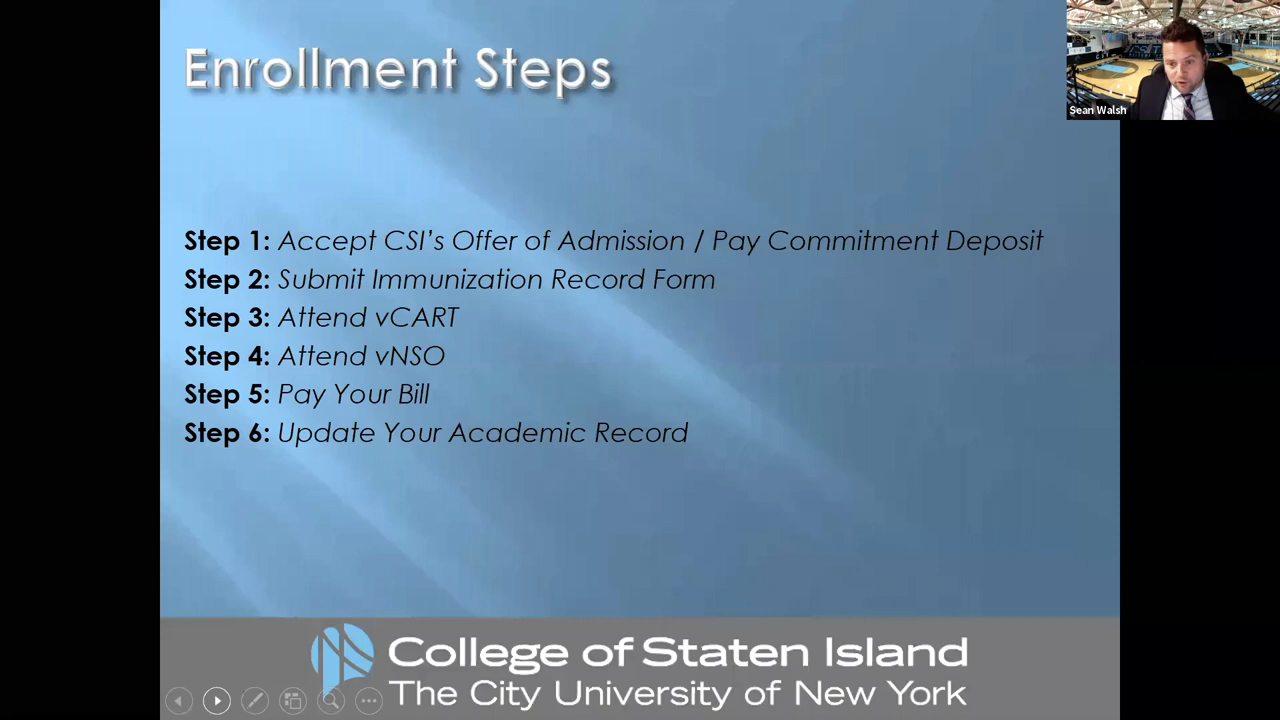 Enrollment Steps
Sean Walsh
Step 1: Accept CSI's Offer of Admission / Pay Commitment Deposit
Step 2: Submit Immunization Record Form
Step 3: Attend vCART
Step 4: Attend vNSO
Step 5: Pay Your Bill
Step 6: Update Your Academic Record
College of Staten Island
The City University of New York